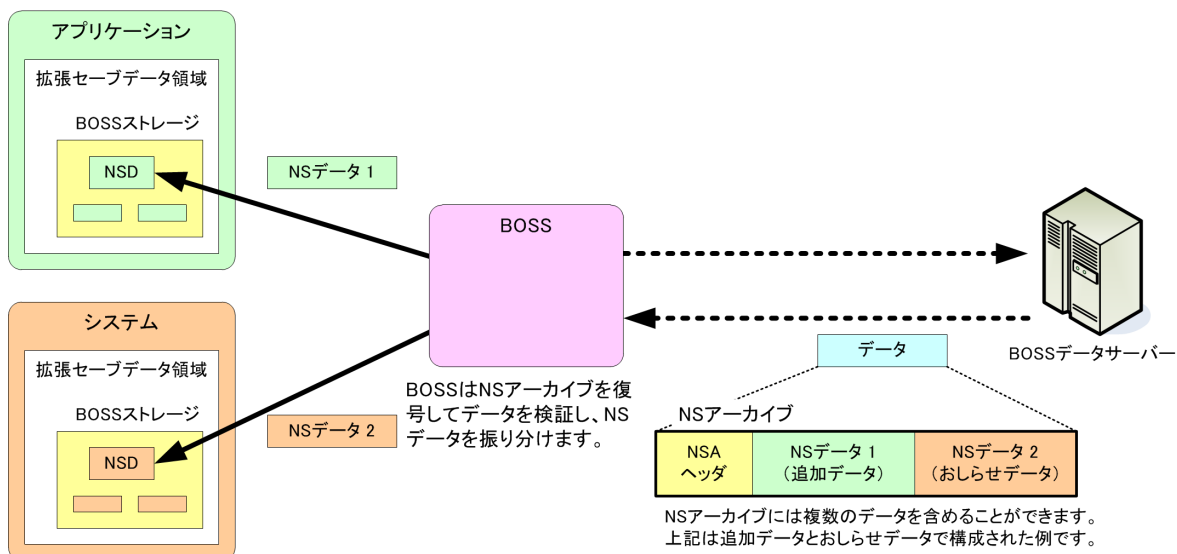 アプリケーション
拡張セーブデータ領域
BOSSストレージ
NSD
NSデータ 1
BOSS
システム
拡張セーブデータ領域
BOSSストレージ
NSD
NSデータ 2
BOSSはNSアーカイブを復
号してデータを検証し、NS
データを振り分けます。
BOSSデータサーバー
データ
NSアーカイブ
NSA
ヘッダ
NSデータ 1
（追加データ）
NSデータ 2
（おしらせデータ）
NSアーカイブには複数のデータを含めることができます。
上記は追加データとおしらせデータで構成された例です。